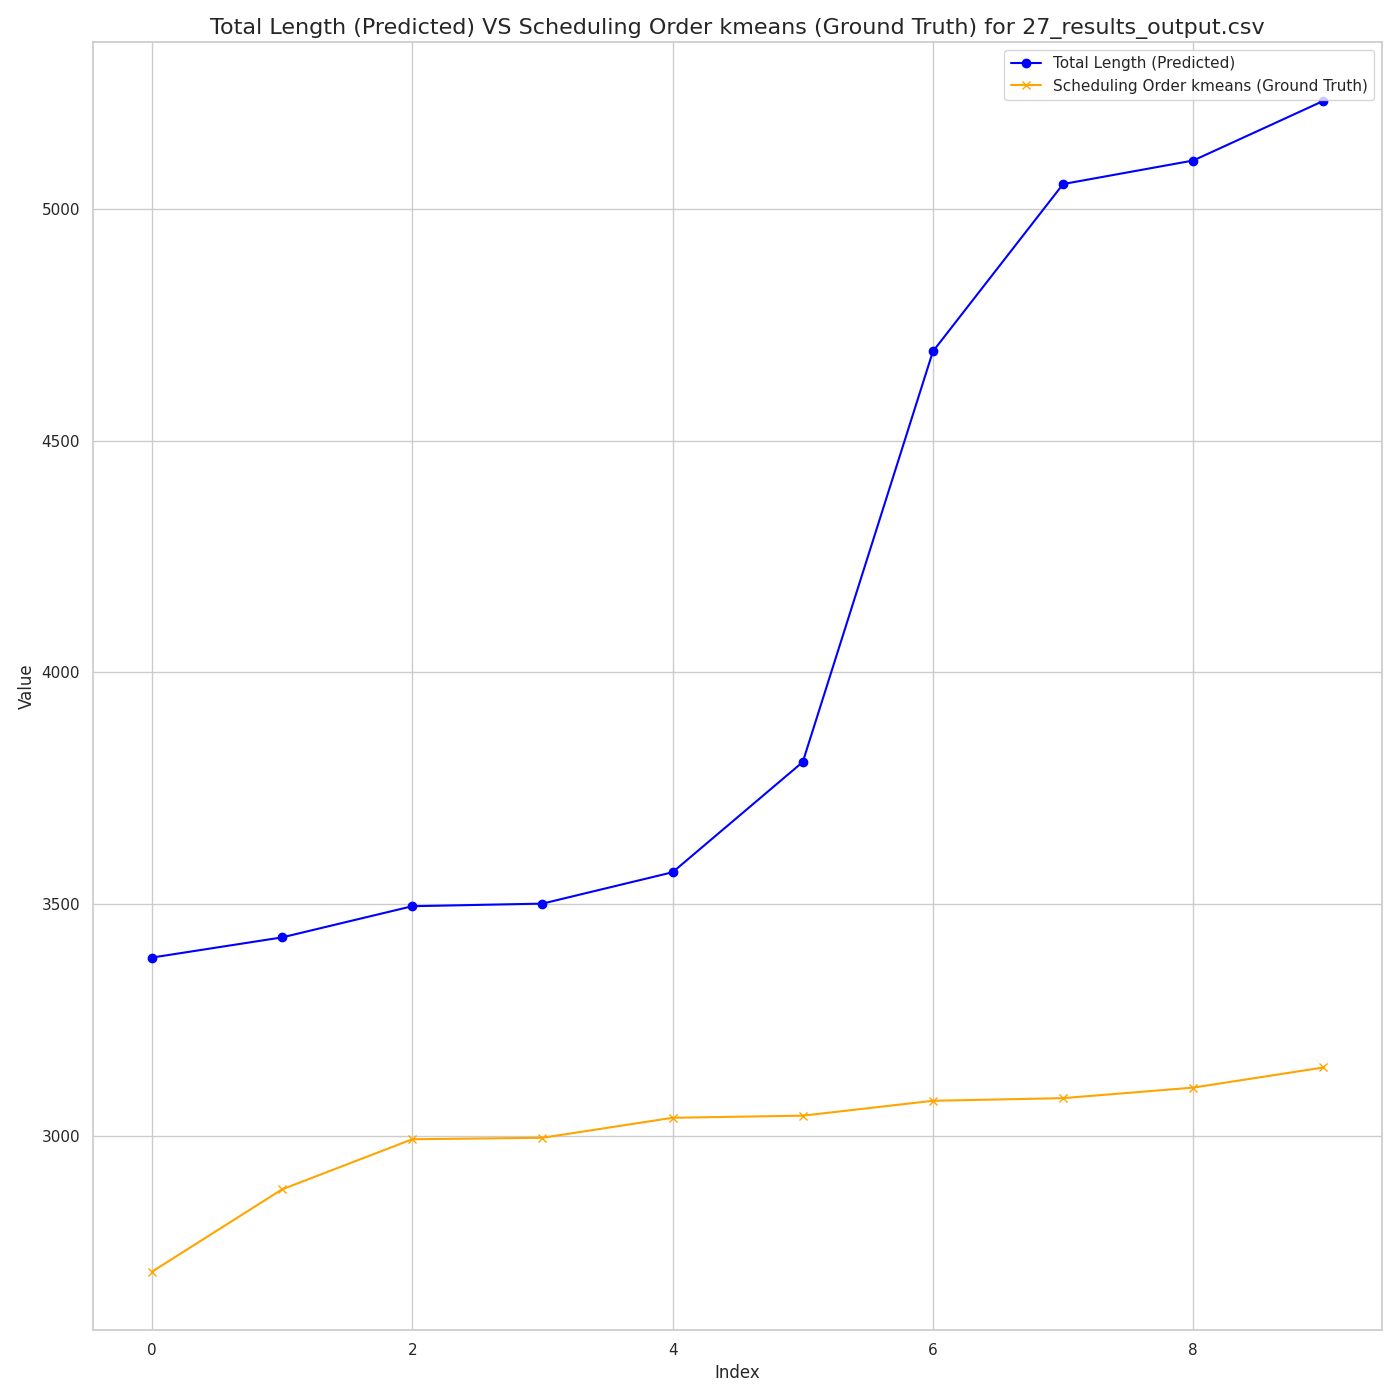 Total Length (Predicted) VS Scheduling Order kmeans (Ground Truth) for 27_results_output.csv
Total Length (Predicted)
Scheduling Order kmeans (Ground Truth)
5000
4500
4000
3500
3000
Value
0 2 4 6 8
Index